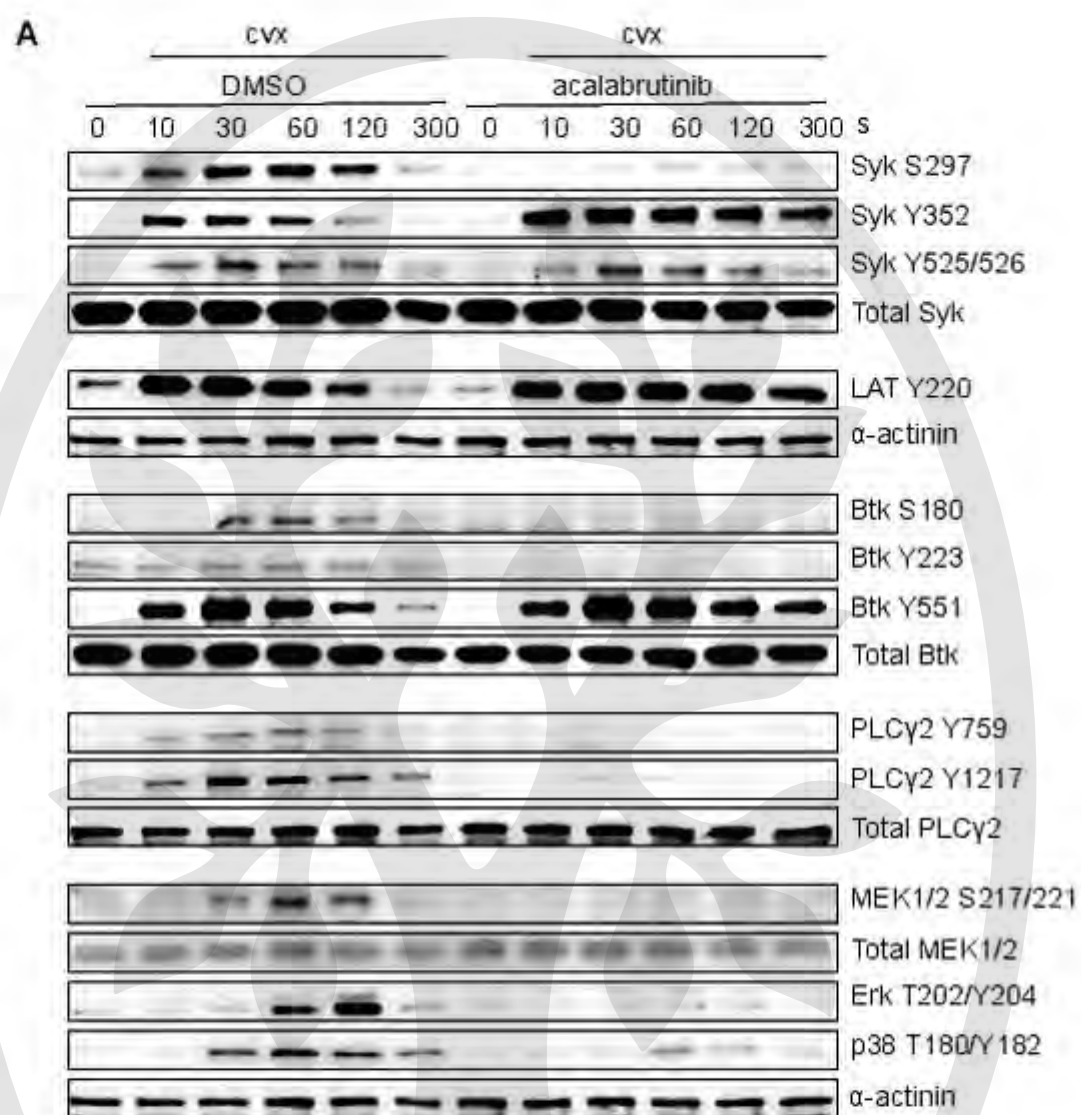 A
cvx cvx
DMSO acalabrutinib
0 10 30 60 120 300 0 10 30 60 120 300 s
Syk S297
Syk Y352
Syk Y525/526
Total Syk
LAT Y220
α-actinin
Btk S180
Btk Y223
Btk Y551
Total Btk
PLCγ2 Y759
PLCγ2 Y1217
Total PLCγ2
MEK1/2 S217/221
Total MEK1/2
Erk T202/Y204
p38 T180/Y182
α-actinin